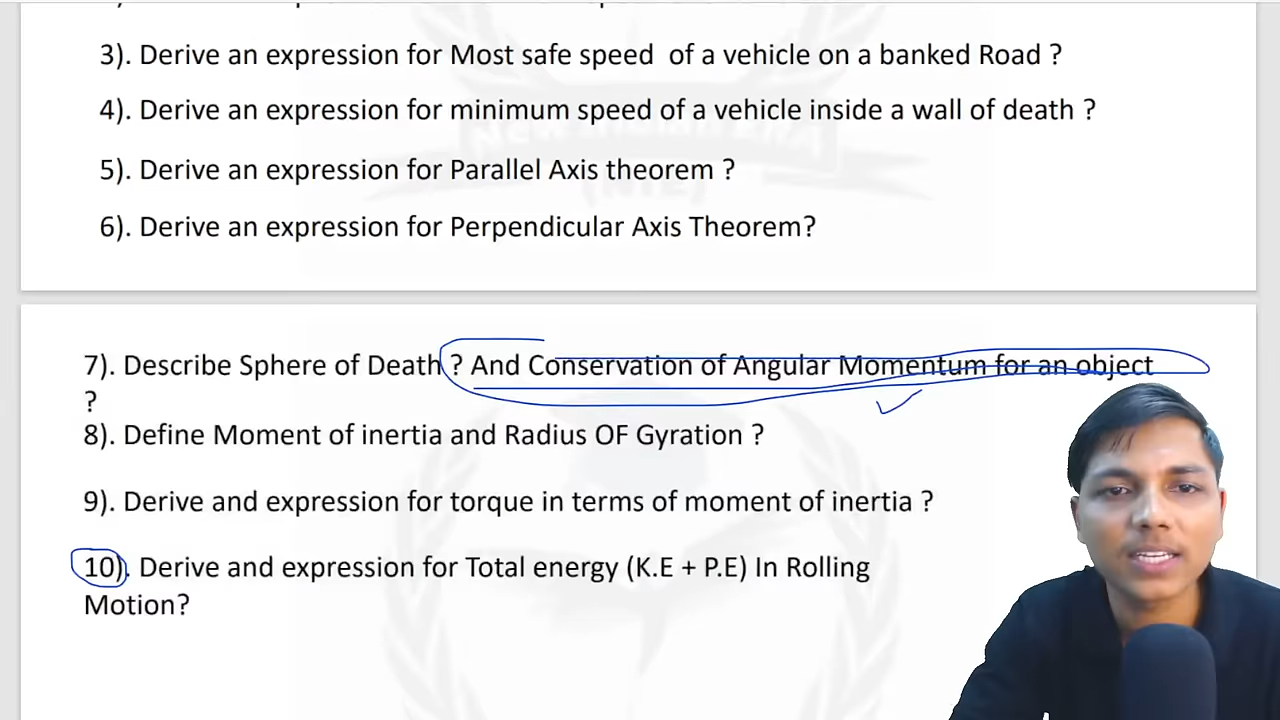 3). Derive an expression for Most safe speed of a vehicle on a banked Road ?
4). Derive an expression for minimum speed of a vehicle inside a wall of death ?
5). Derive an expression for Parallel Axis theorem ?
6). Derive an expression for Perpendicular Axis Theorem?
7). Describe Sphere of Death ? And Conservation of Angular Momentum for an object
?
8). Define Moment of inertia and Radius OF Gyration ?
9). Derive and expression for torque in terms of moment of inertia ?
10). Derive and expression for Total energy (K.E + P.E) In Rolling
Motion?